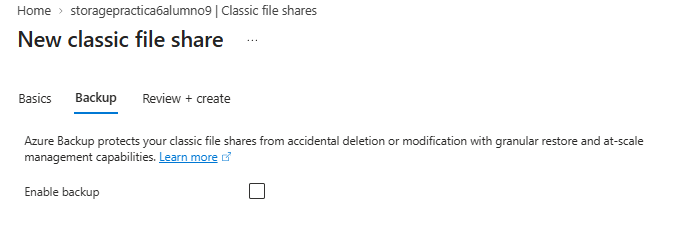 Home > storagepractica6alumno9 | Classic file shares
New classic file share ...
Basics Backup Review + create
Azure Backup protects your classic file shares from accidental deletion or modification with granular restore and at-scale
management capabilities. Learn more
Enable backup